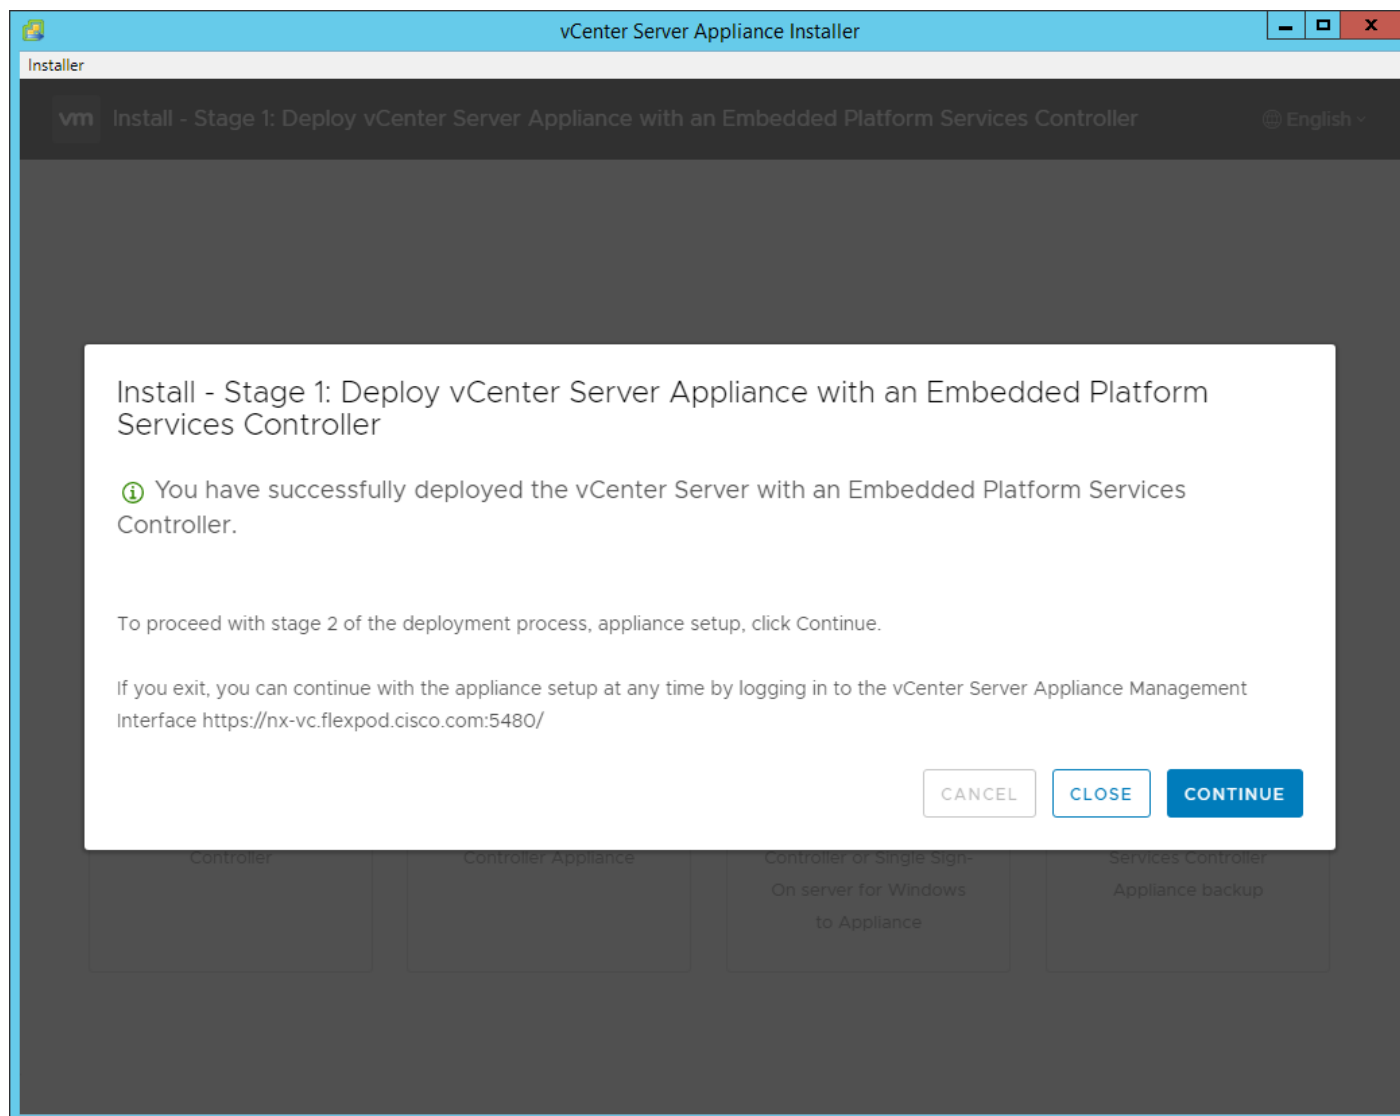 vCenter Server Appliance Installer
Installer
vm Install - Stage 1: Deploy vCenter Server Appliance with an Embedded Platform Services Controller English
Install - Stage 1: Deploy vCenter Server Appliance with an Embedded Platform
Services Controller
You have successfully deployed the vCenter Server with an Embedded Platform Services
Controller.
To proceed with stage 2 of the deployment process, appliance setup, click Continue.
If you exit, you can continue with the appliance setup at any time by logging in to the vCenter Server Appliance Management
Interface https://nx-vc.flexpod.cisco.com:5480/
CANCEL CLOSE CONTINUE
Controller Controller Appliance Controller or Single Sign- Services Controller
On server for Windows Appliance backup
to Appliance